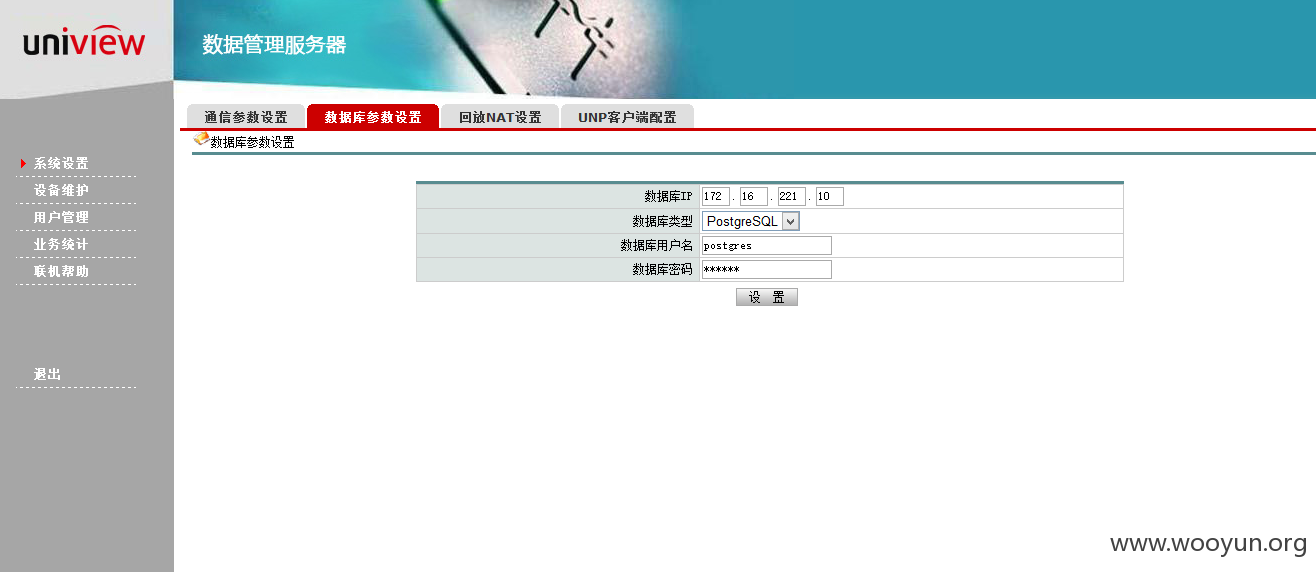 uniview
数据管理服务器
通信参数设置 数据库参数设置 回放NAT设置 UNP客户端配置
数据库参数设置
系统设置
设备维护
用户管理
业务统计
联机帮助
退出
数据库IP 172 . 16 . 221 . 10
数据库类型 PostgreSQL
数据库用户名 postgres
数据库密码 ******
设 置
www.wooyun.org